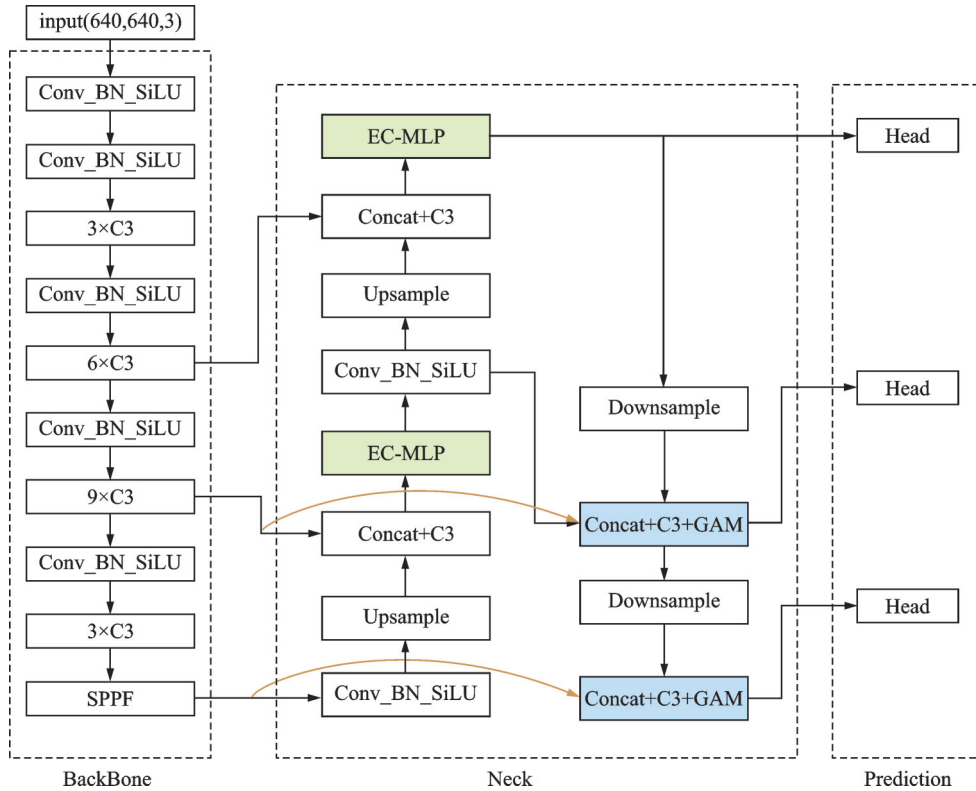 input(640,640,3)
Conv_BN_SiLU
Conv_BN_SiLU
3×C3
Conv_BN_SiLU
6×C3
Conv_BN_SiLU
9×C3
Conv_BN_SiLU
3×C3
SPPF
BackBone
EC-MLP
Concat+C3
Upsample
Conv_BN_SiLU
EC-MLP
Concat+C3
Upsample
Conv_BN_SiLU
Downsample
Concat+C3+GAM
Downsample
Concat+C3+GAM
Neck
Head
Head
Head
Prediction